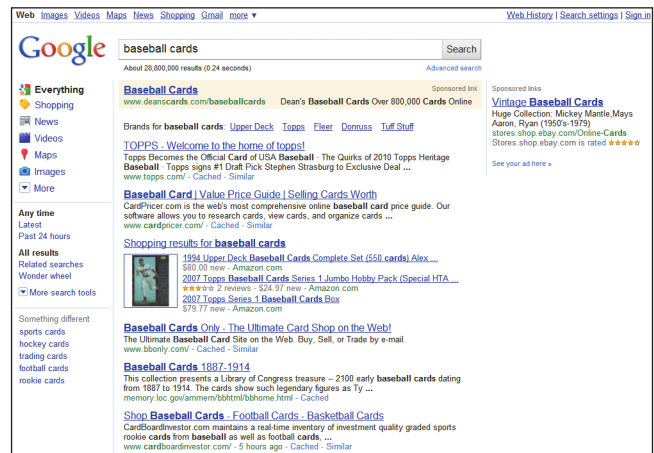 Web Images Videos Maps News Shopping Gmail more ▼
Web History | Search settings | Sign in
Google
baseball cards
Search
About 28,800,000 results (0.24 seconds)
Advanced search
Everything
Shopping
News
Videos
Maps
Images
More
Any time
Latest
Past 24 hours
All results
Related searches
Wonder wheel
More search tools
Something different
sports cards
hockey cards
trading cards
football cards
rookie cards
Baseball Cards
Sponsored link
www.deanscards.com/baseballcards Dean's Baseball Cards Over 800,000 Cards Online
Brands for baseball cards: Upper Deck Topps Fleer Donruss Tuff Stuff
TOPPS - Welcome to the home of topps!
Topps Becomes the Official Card of USA Baseball · The Quirks of 2010 Topps Heritage
Baseball · Topps signs #1 Draft Pick Stephen Strasburg to Exclusive Deal ...
www.topps.com/ - Cached - Similar
Baseball Card | Value Price Guide | Selling Cards Worth
CardPricer.com is the web's most comprehensive online baseball card price guide. Our
software allows you to research cards, view cards, and organize cards ...
www.cardpricer.com/ - Cached - Similar
Shopping results for baseball cards
1994 Upper Deck Baseball Cards Complete Set (550 cards) Alex ...
$80.00 new - Amazon.com
2007 Topps Baseball Cards Series 1 Jumbo Hobby Pack (Special HTA ...
2 reviews - $24.97 new - Amazon.com
2007 Topps Series 1 Baseball Cards Box
$79.77 new - Amazon.com
Baseball Cards Only - The Ultimate Card Shop on the Web!
The Ultimate Baseball Card Site on the Web. Buy, Sell, or Trade by e-mail.
www.bbonly.com/ - Cached - Similar
Baseball Cards 1887-1914
This collection presents a Library of Congress treasure -- 2100 early baseball cards dating
from 1887 to 1914. The cards show such legendary figures as Ty ...
memory.loc.gov/ammem/bbhtml/bbhome.html - Cached
Shop Baseball Cards - Football Cards - Basketball Cards
CardBoardInvestor.com maintains a real-time inventory of investment quality graded sports
rookie cards from baseball as well as football cards, ...
www.cardboardinvestor.com/ - 5 hours ago - Cached - Similar
Sponsored links
Vintage Baseball Cards
Huge Collection: Mickey Mantle,Mays
Aaron, Ryan (1950's-1979)
stores.shop.ebay.com/Online-Cards
Stores.shop.ebay.com is rated
See your ad here »